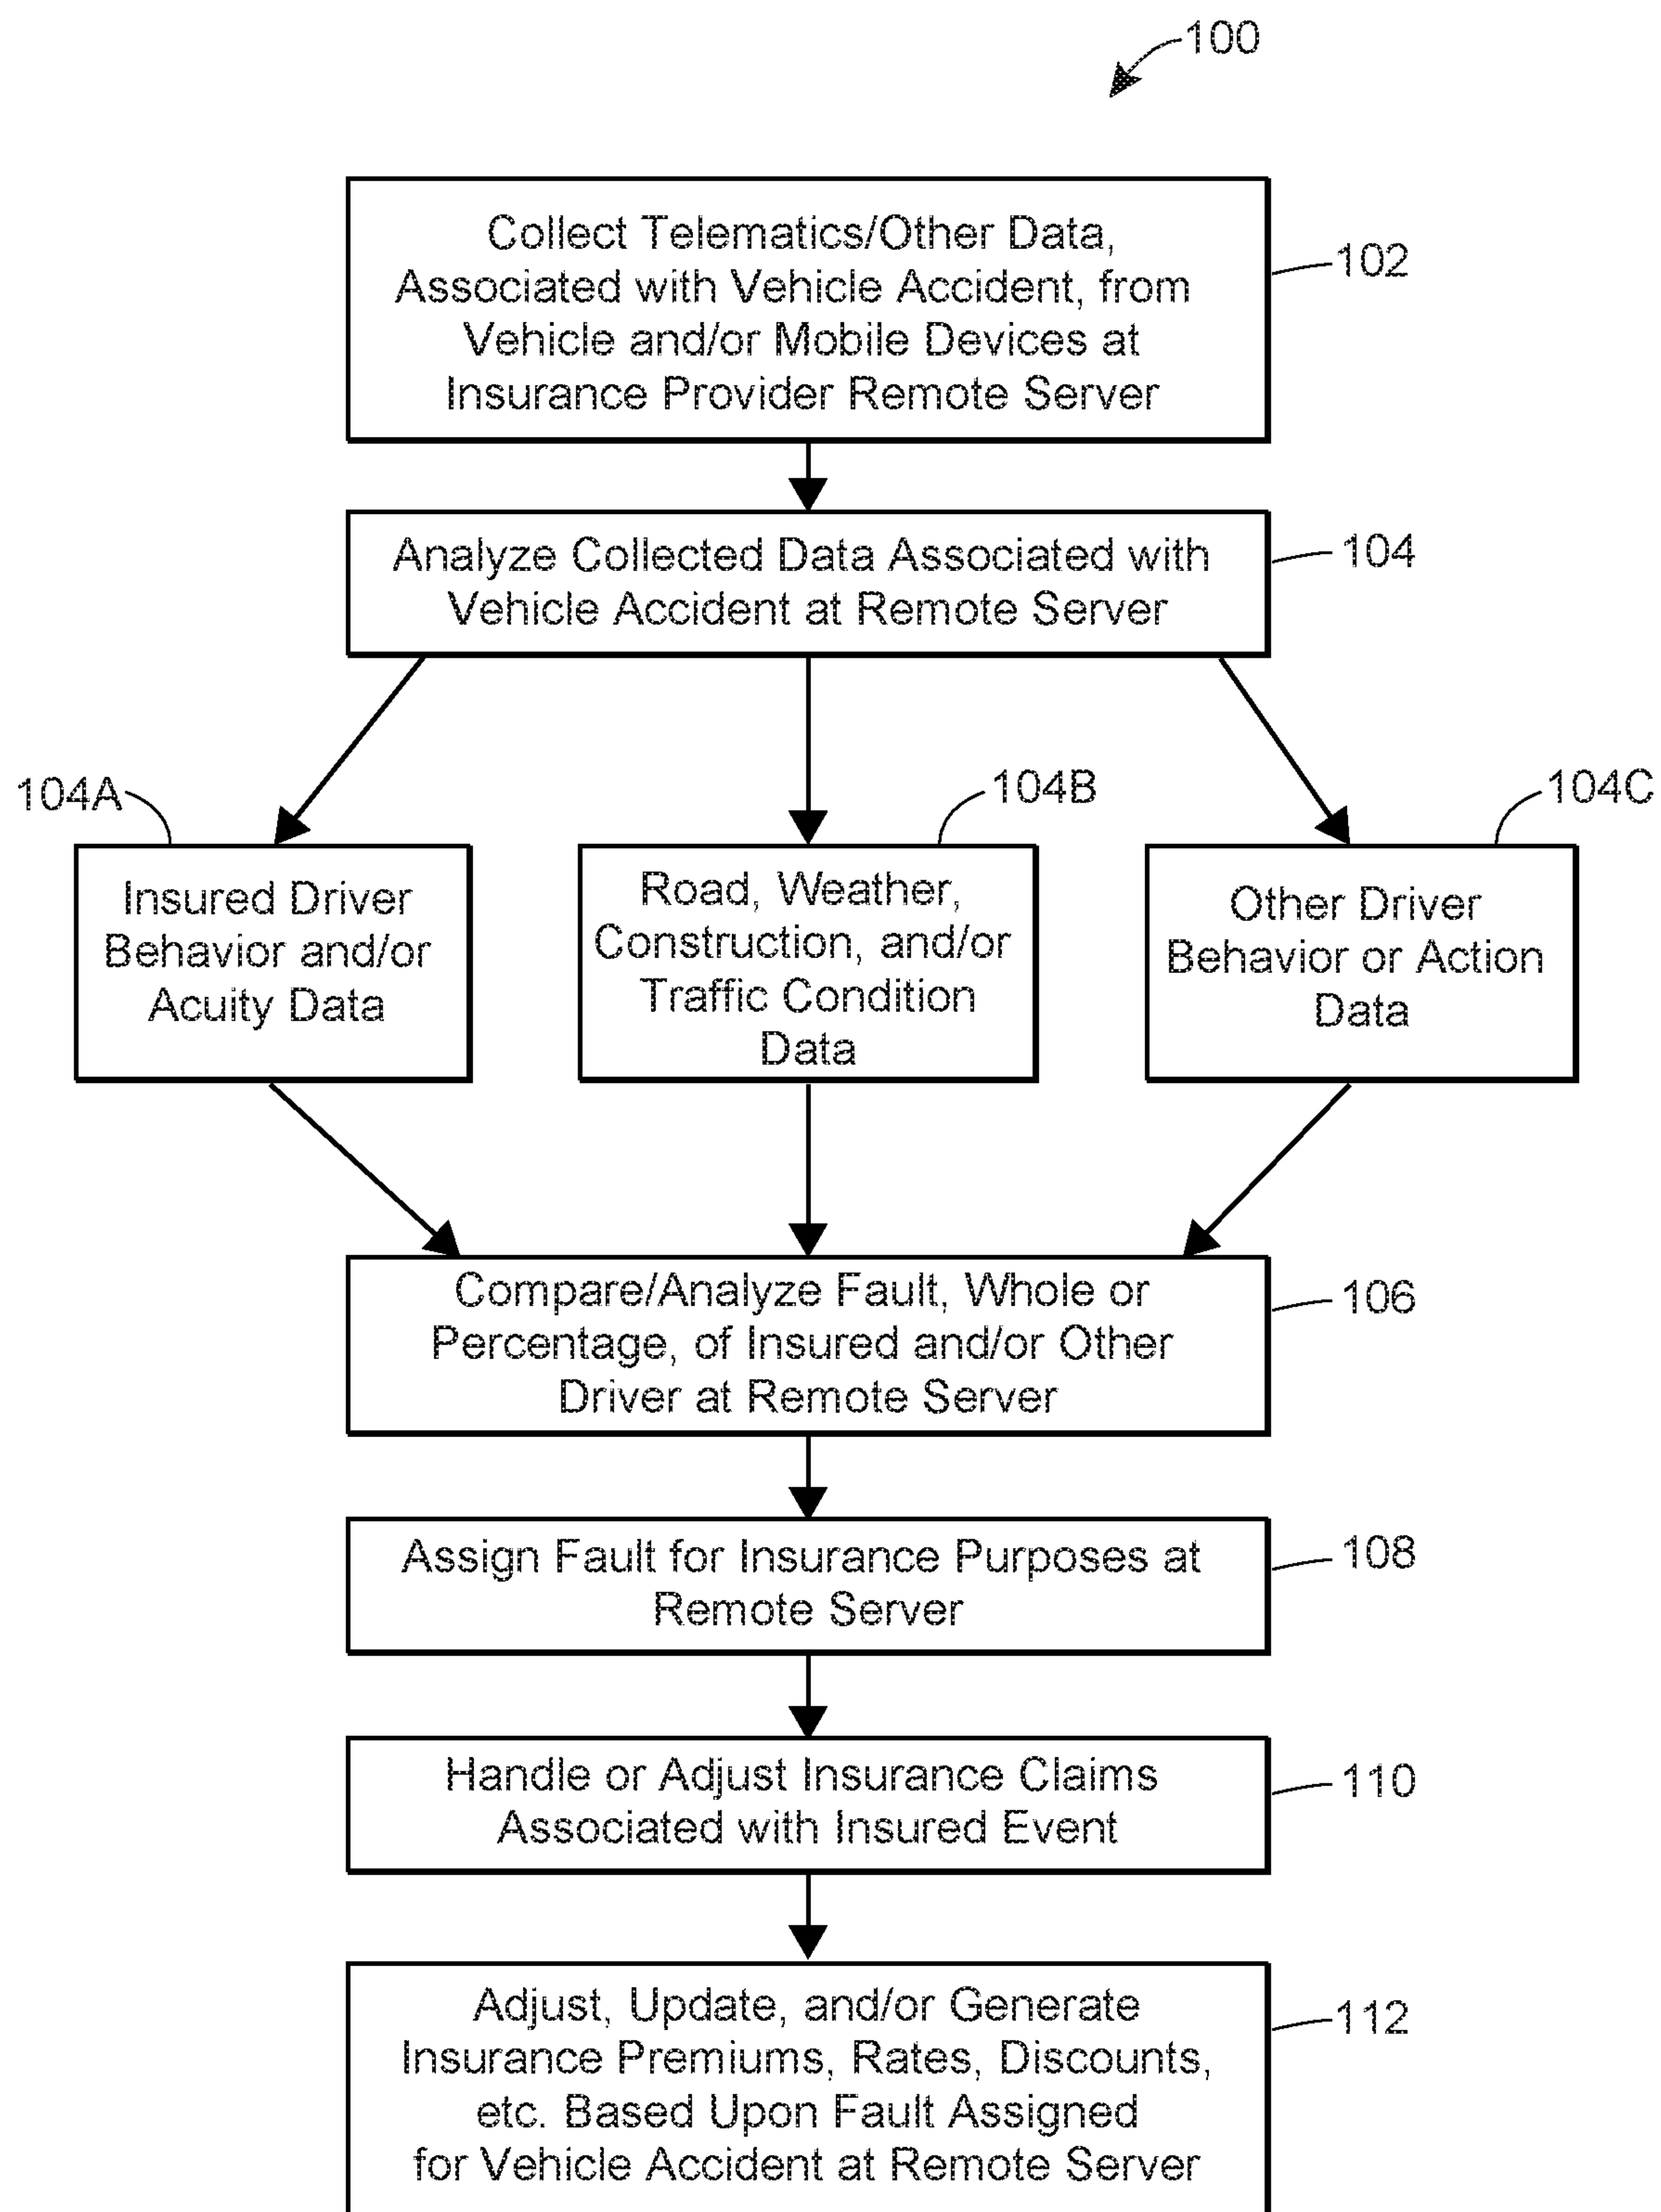 100
Collect Telematics/Other Data,
Associated with Vehicle Accident, from
Vehicle and/or Mobile Devices at
Insurance Provider Remote Server
102
Analyze Collected Data Associated with
Vehicle Accident at Remote Server
104
104A
Insured Driver
Behavior and/or
Acuity Data
104B
Road, Weather,
Construction, and/or
Traffic Condition
Data
104C
Other Driver
Behavior or Action
Data
Compare/Analyze Fault, Whole or
Percentage, of Insured and/or Other
Driver at Remote Server
106
Assign Fault for Insurance Purposes at
Remote Server
108
Handle or Adjust Insurance Claims
Associated with Insured Event
110
Adjust, Update, and/or Generate
Insurance Premiums, Rates, Discounts,
etc. Based Upon Fault Assigned
for Vehicle Accident at Remote Server
112